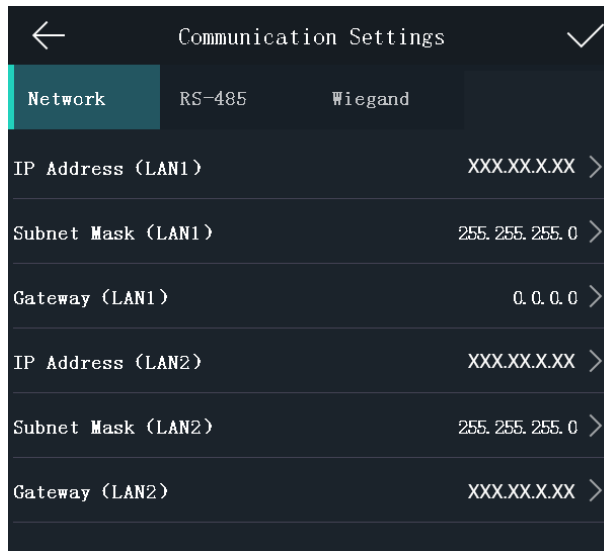 Communication Settings
Network RS-485 Wiegand
IP Address (LAN1) XXX.XX.X.XX
Subnet Mask (LAN1) 255.255.255.0
Gateway (LAN1) 0.0.0.0
IP Address (LAN2) XXX.XX.X.XX
Subnet Mask (LAN2) 255.255.255.0
Gateway (LAN2) XXX.XX.X.XX